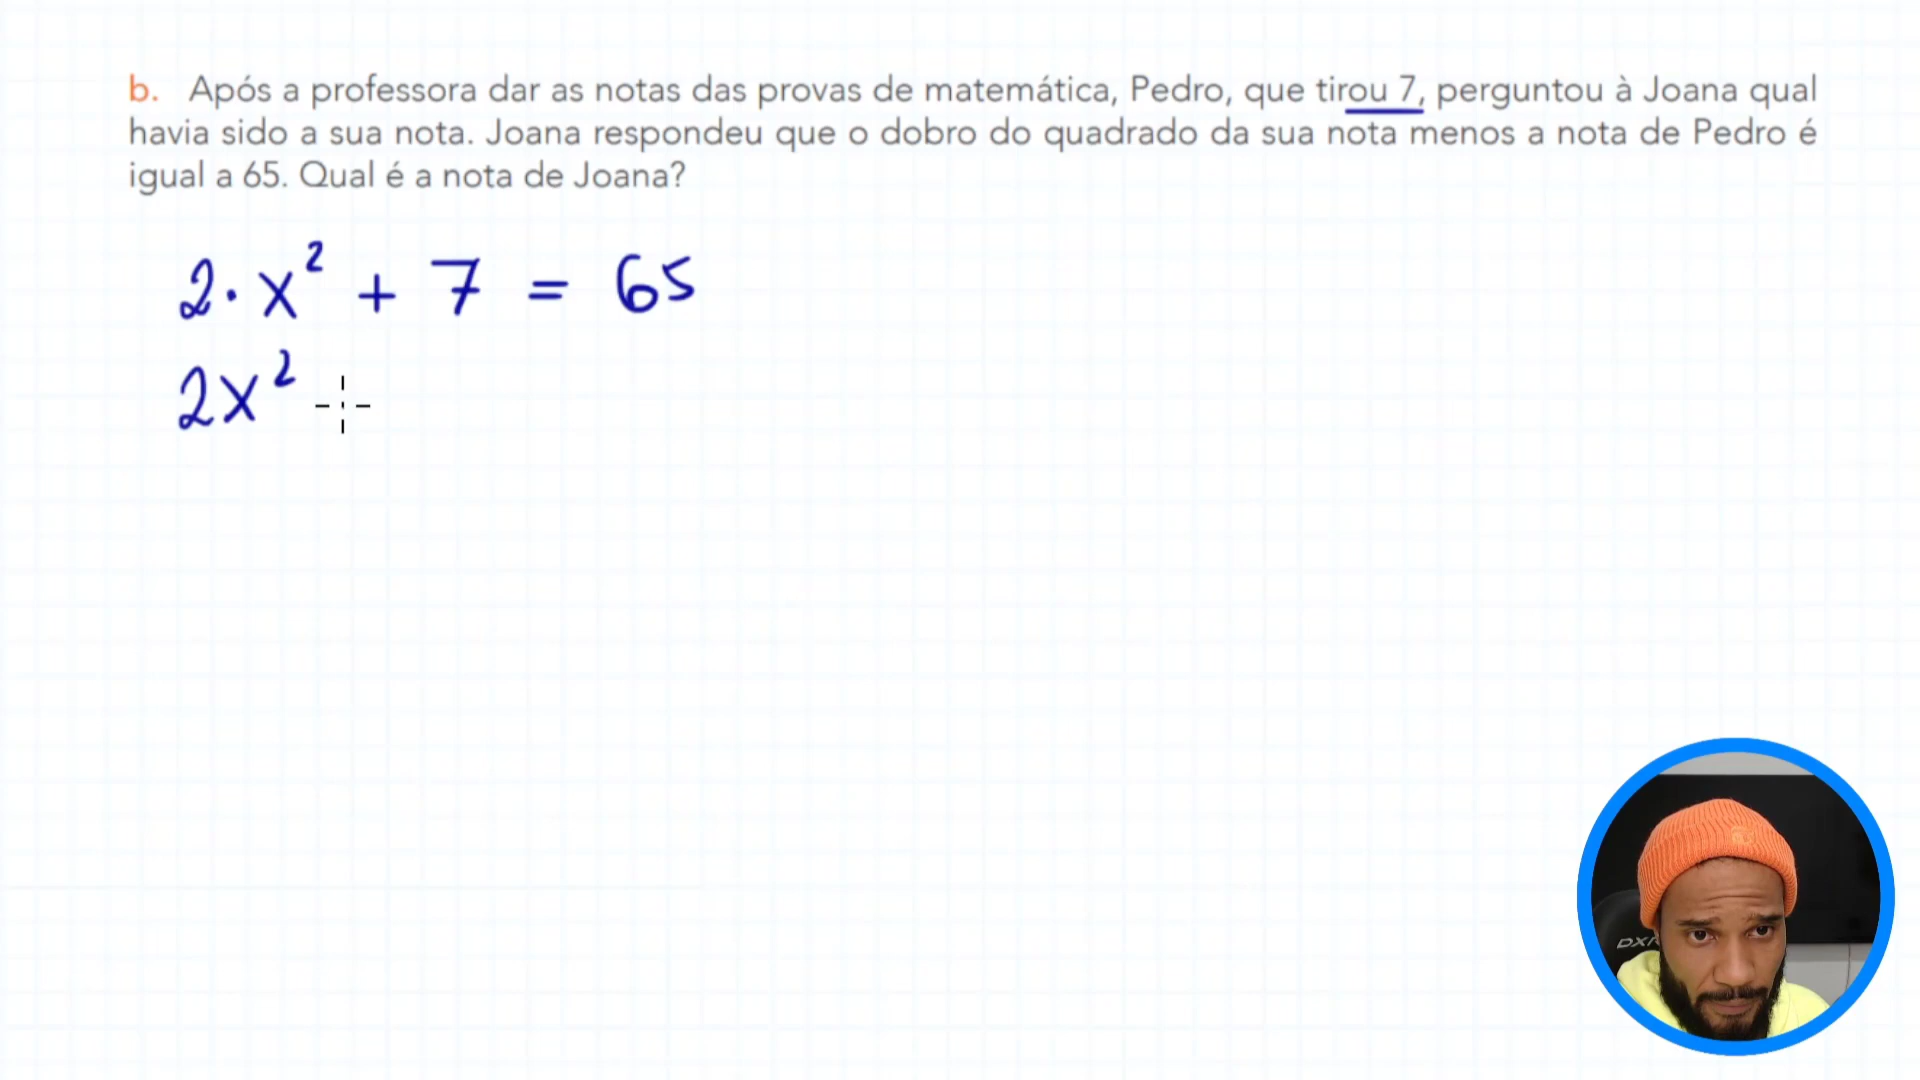 b. Após a professora dar as notas das provas de matemática, Pedro, que tirou 7, perguntou à Joana qual
havia sido a sua nota. Joana respondeu que o dobro do quadrado da sua nota menos a nota de Pedro é
igual a 65. Qual é a nota de Joana?
2 · x² + 7 = 65
2x²